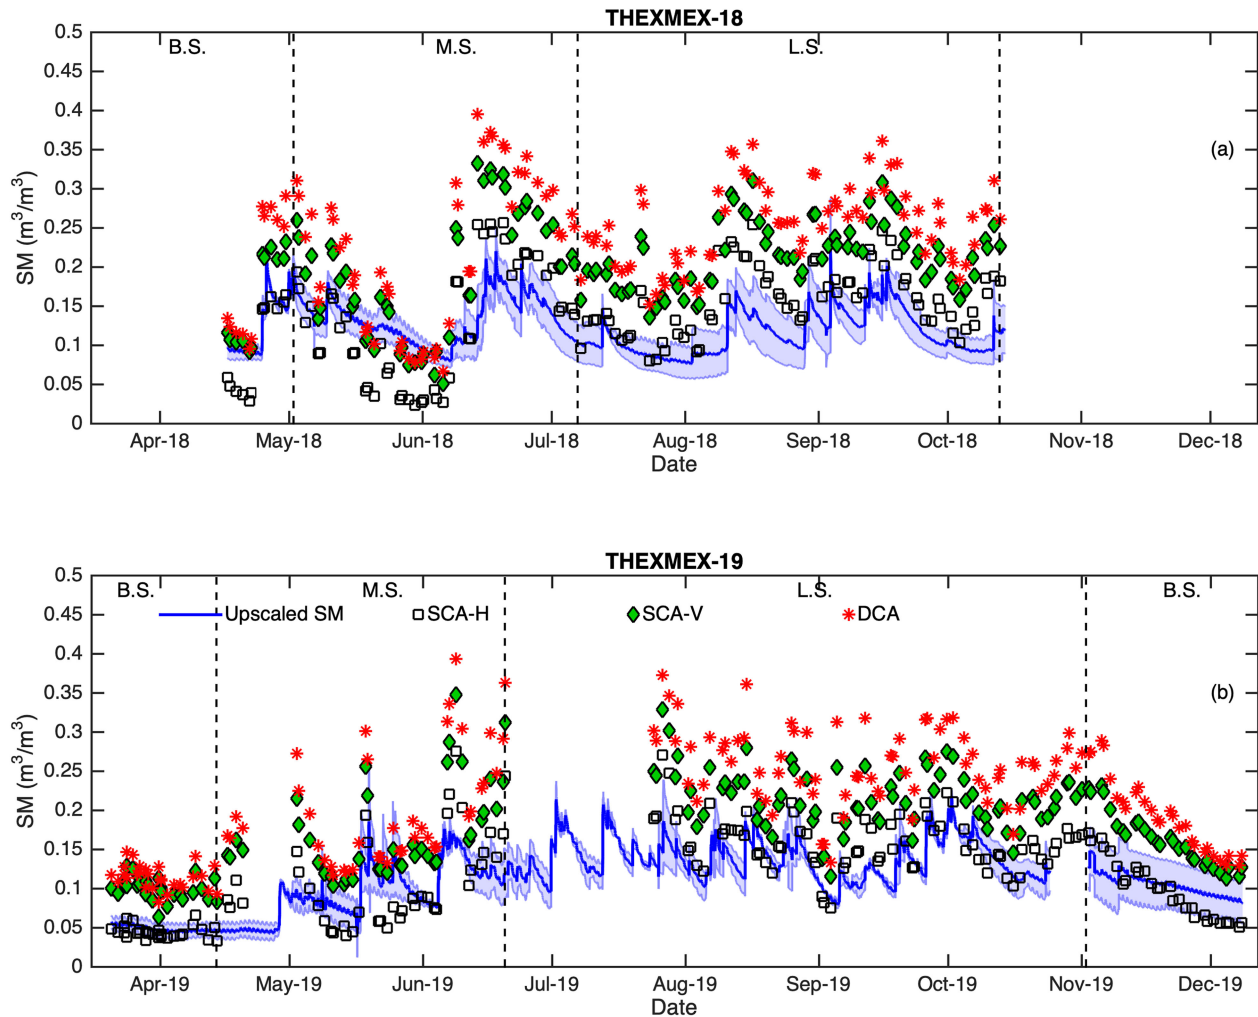 THEXMEX-18
0.5
B.S. M.S. L.S.
0.45
0.4
0.35
(a)
0.3
0.25
0.2
0.15
0.1
0.05
0
SM (m³/m³)
Apr-18 May-18 Jun-18 Jul-18 Aug-18 Sep-18 Oct-18 Nov-18 Dec-18
Date
THEXMEX-19
0.5
B.S. M.S. L.S. B.S.
0.45
Upscaled SM SCA-H SCA-V DCA
0.4
0.35
(b)
0.3
0.25
0.2
0.15
0.1
0.05
0
SM (m³/m³)
Apr-19 May-19 Jun-19 Jul-19 Aug-19 Sep-19 Oct-19 Nov-19 Dec-19
Date